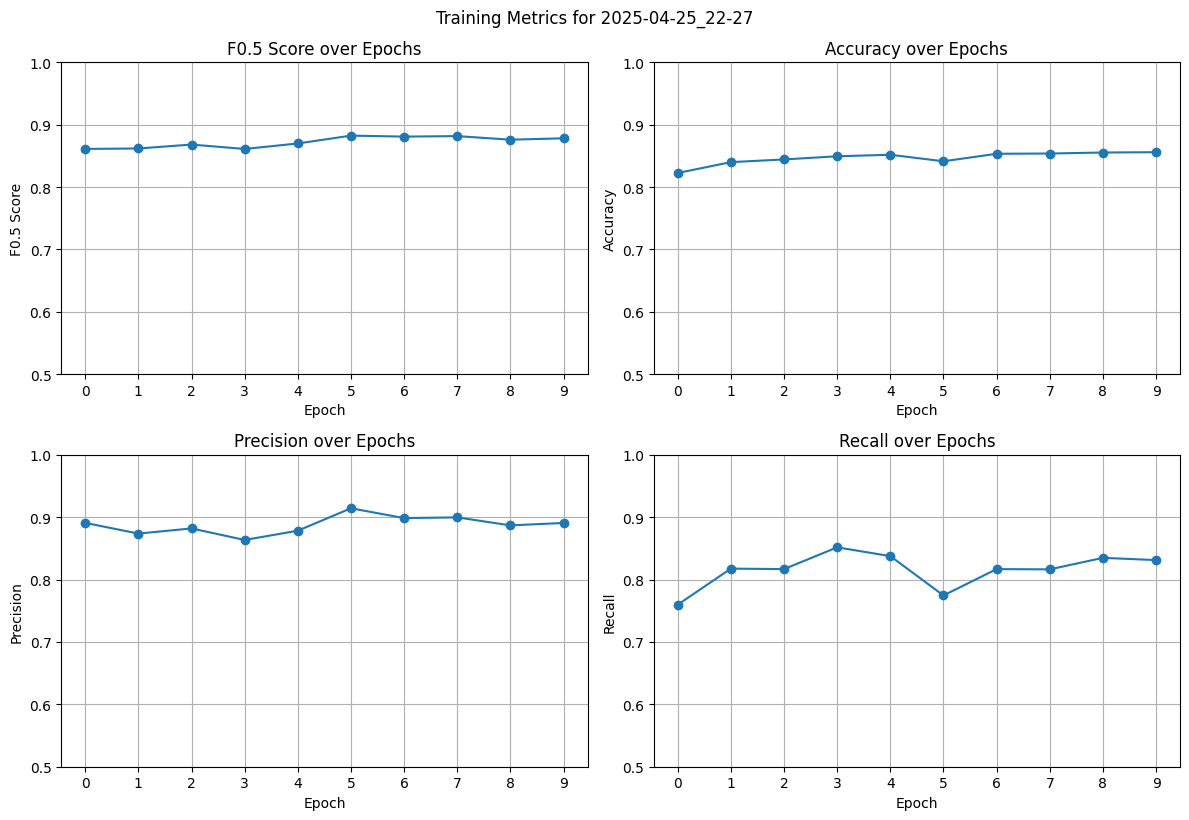 Training Metrics for 2025-04-25_22-27
F0.5 Score over Epochs
1.0
0.9
0.8
0.7
0.6
0.5
F0.5 Score
0 1 2 3 4 5 6 7 8 9
Epoch
Accuracy over Epochs
1.0
0.9
0.8
0.7
0.6
0.5
Accuracy
0 1 2 3 4 5 6 7 8 9
Epoch
Precision over Epochs
1.0
0.9
0.8
0.7
0.6
0.5
Precision
0 1 2 3 4 5 6 7 8 9
Epoch
Recall over Epochs
1.0
0.9
0.8
0.7
0.6
0.5
Recall
0 1 2 3 4 5 6 7 8 9
Epoch